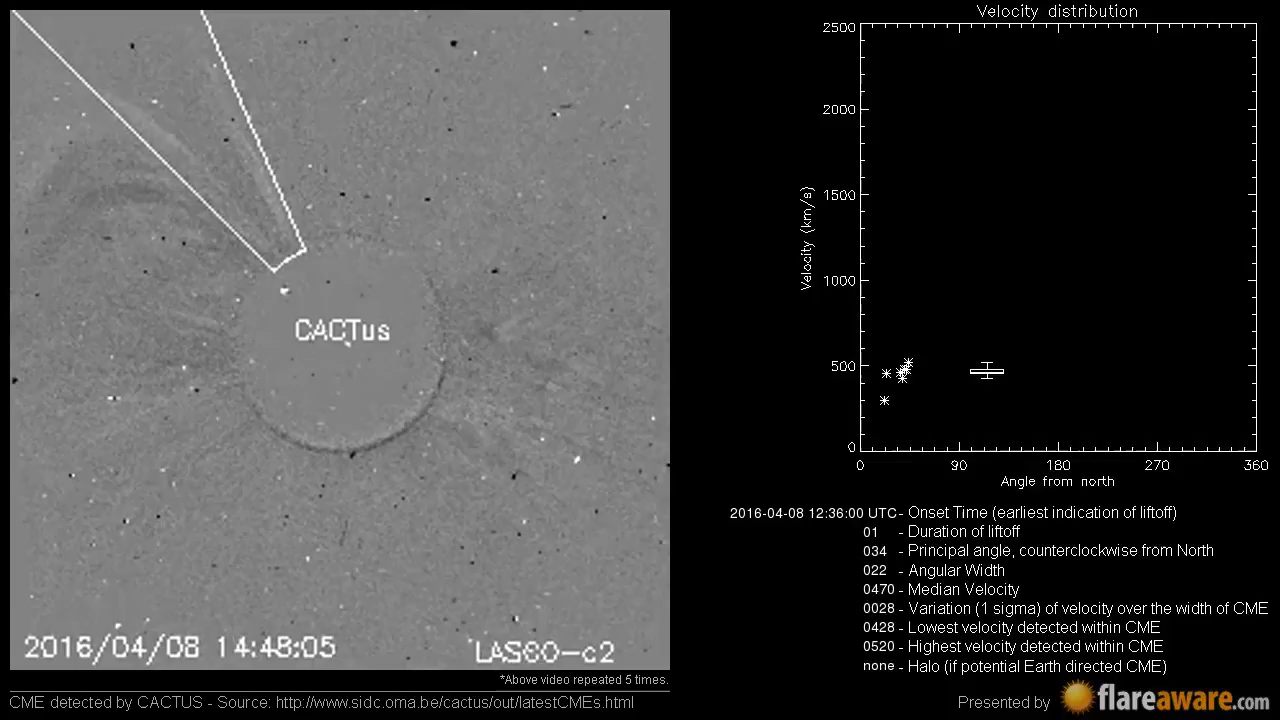 Velocity distribution
2500
2000
1500
1000
500
0
Velocity (km/s)
0 90 180 270 360
Angle from north
CACTus
2016/04/08 14:48:05 LASCO-c2
*Above video repeated 5 times.
CME detected by CACTUS - Source: http://www.sidc.oma.be/cactus/out/latestCMEs.html
2016-04-08 12:36:00 UTC - Onset Time (earliest indication of liftoff)
01 - Duration of liftoff
034 - Principal angle, counterclockwise from North
022 - Angular Width
0470 - Median Velocity
0028 - Variation (1 sigma) of velocity over the width of CME
0428 - Lowest velocity detected within CME
0520 - Highest velocity detected within CME
none - Halo (if potential Earth directed CME)
Presented by flareaware.com